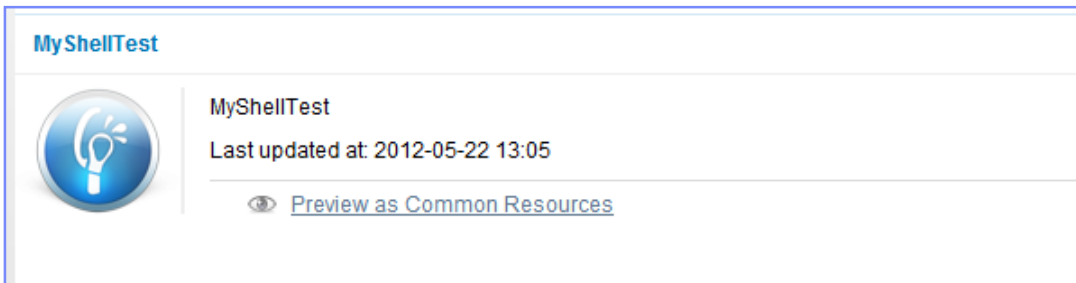 MyShellTest
MyShellTest
Last updated at: 2012-05-22 13:05
Preview as Common Resources